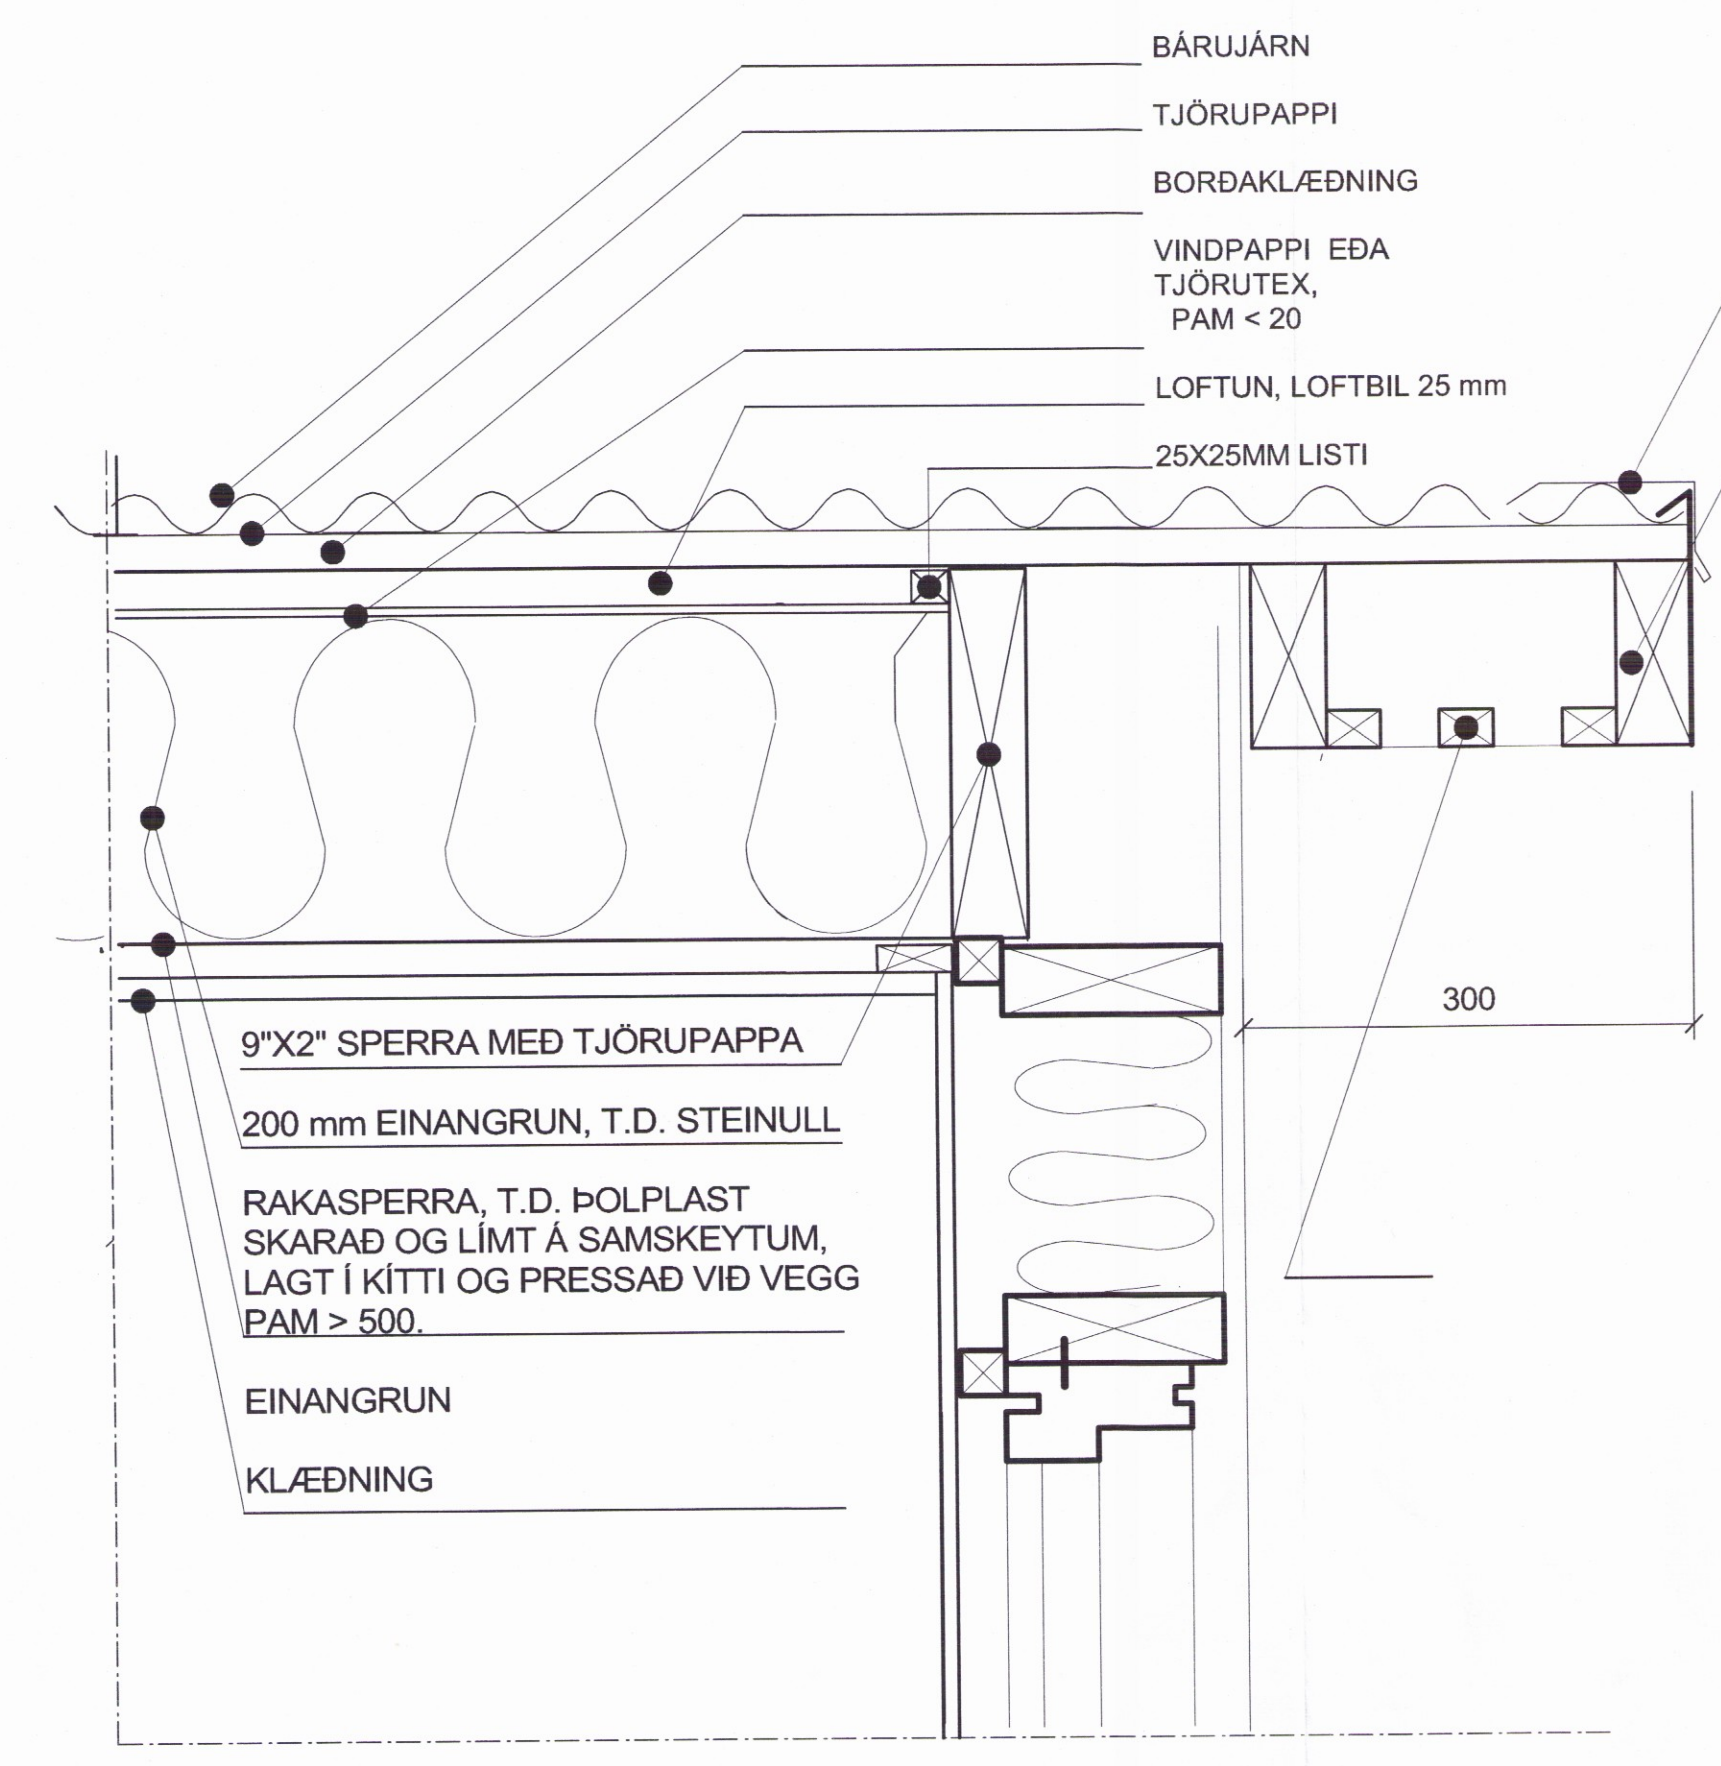 BÁRUJÁRN
TJÖRUPAPPI
BORÐAKLÆÐNING
VINDPAPPI EÐA
TJÖRUTEX,
PAM < 20
LOFTUN, LOFTBIL 25 mm
25X25MM LISTI
300
9"X2" SPERRA MEÐ TJÖRUPAPPA
200 mm EINANGRUN, T.D. STEINULL
RAKASPERRA, T.D. ÞOLPLAST
SKARAÐ OG LÍMT Á SAMSKEYTUM,
LAGT Í KÍTTI OG PRESSAÐ VIÐ VEGG
PAM > 500.
EINANGRUN
KLÆÐNING